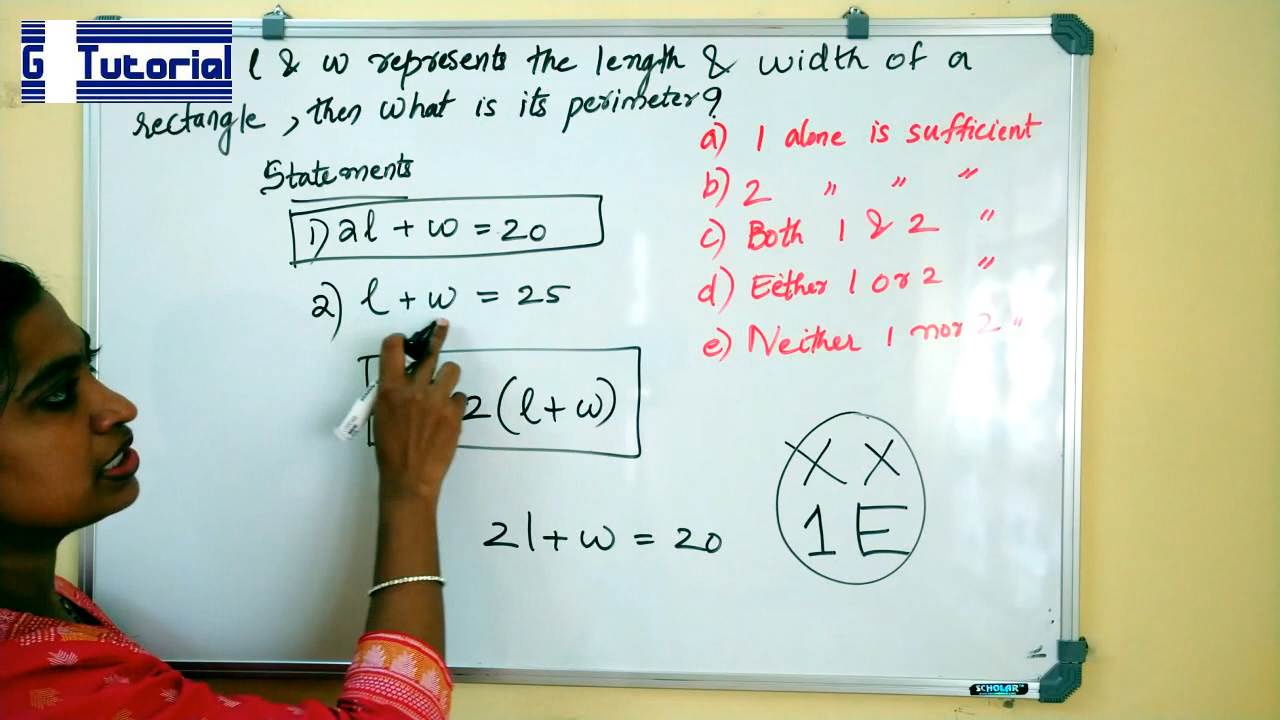 G Tutorial
l & w represents the length & width of a
rectangle, then what is its perimeter?
Statements
1) 2l + w = 20
2) l + w = 25
2(l + w)
2l + w = 20
a) 1 alone is sufficient
b) 2 " " "
c) Both 1 & 2 "
d) Either 1 or 2 "
e) Neither 1 nor 2 "
X X
1 E
SCHOLAR